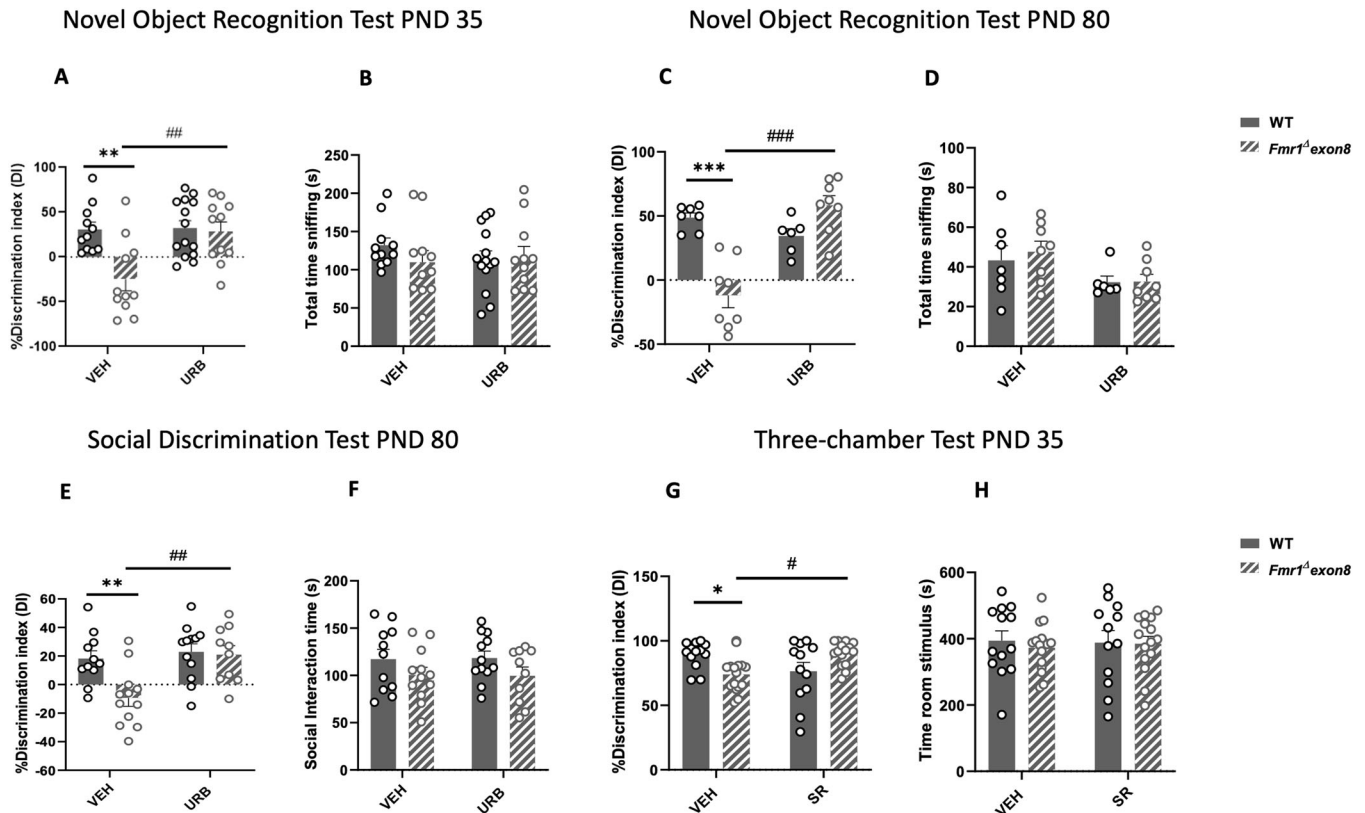 Novel Object Recognition Test PND 35
Novel Object Recognition Test PND 80
A
B
C
D
WT
Fmr1^Δ exon8
%Discrimination index (DI)
100
50
0
-50
-100
**
##
VEH
URB
Total time sniffing (s)
250
200
150
100
50
0
VEH
URB
%Discrimination index (DI)
100
50
0
-50
***
###
VEH
URB
Total time sniffing (s)
100
80
60
40
20
0
VEH
URB
Social Discrimination Test PND 80
Three-chamber Test PND 35
E
F
G
H
WT
Fmr1^Δ exon8
%Discrimination index (DI)
60
40
20
0
-20
-40
-60
**
##
VEH
URB
Social Interaction time (s)
200
150
100
50
0
VEH
URB
%Discrimination index (DI)
150
100
50
0
*
#
VEH
SR
Time room stimulus (s)
600
400
200
0
VEH
SR